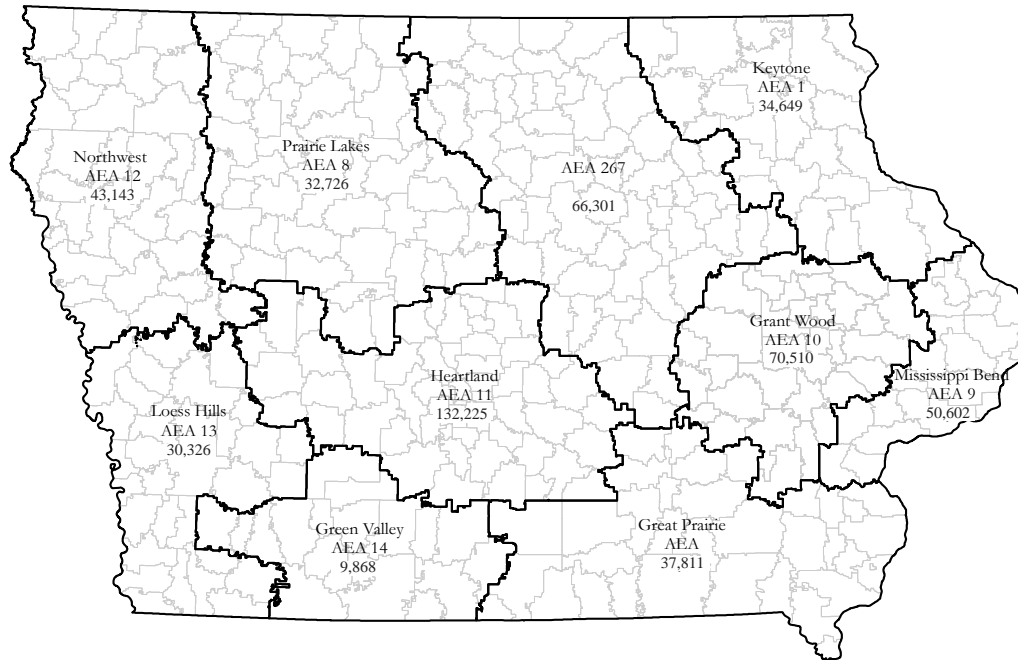 Keytone
AEA 1
34,649
Northwest
AEA 12
43,143
Prairie Lakes
AEA 8
32,726
AEA 267
66,301
Grant Wood
AEA 10
70,510
Mississippi Bend
AEA 9
50,602
Heartland
AEA 11
132,225
Loess Hills
AEA 13
30,326
Green Valley
AEA 14
9,868
Great Prairie
AEA
37,811